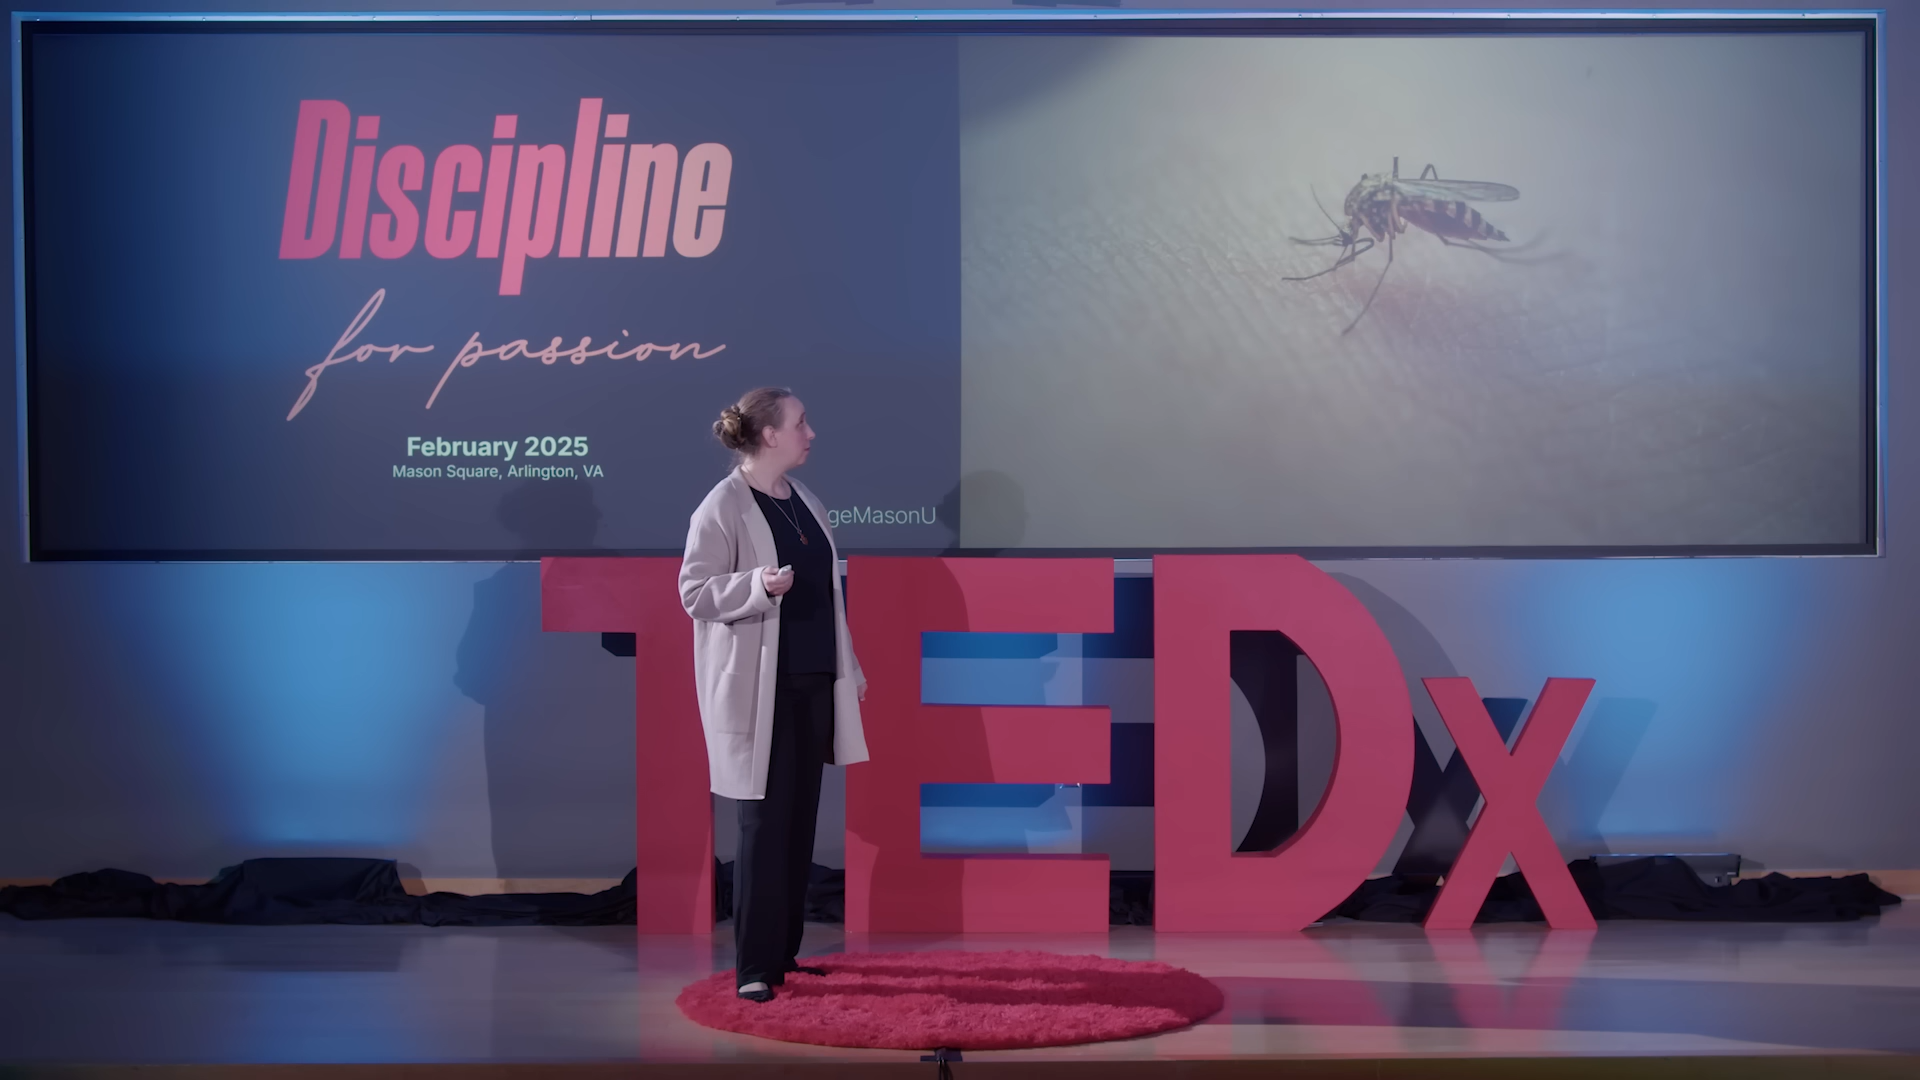 Discipline
for passion
February 2025
Mason Square, Arlington, VA
geMasonU
TEDx